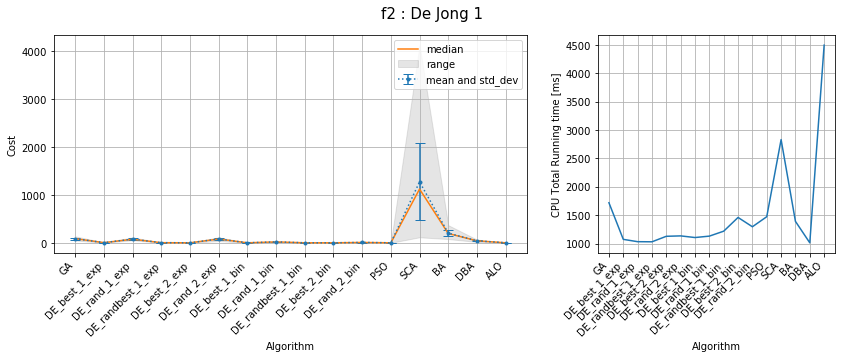 f2 : De Jong 1
Cost
4000
3000
2000
1000
0
median
range
mean and std_dev
GA
DE_best_1_exp
DE_rand_1_exp
DE_randbest_1_exp
DE_best_2_exp
DE_rand_2_exp
DE_best_1_bin
DE_rand_1_bin
DE_randbest_1_bin
DE_best_2_bin
DE_rand_2_bin
PSO
SCA
BA
DBA
ALO
Algorithm
CPU Total Running time [ms]
4500
4000
3500
3000
2500
2000
1500
1000
GA
DE_best_1_exp
DE_rand_1_exp
DE_randbest_1_exp
DE_best_2_exp
DE_rand_2_exp
DE_best_1_bin
DE_rand_1_bin
DE_randbest_1_bin
DE_best_2_bin
DE_rand_2_bin
PSO
SCA
BA
DBA
ALO
Algorithm